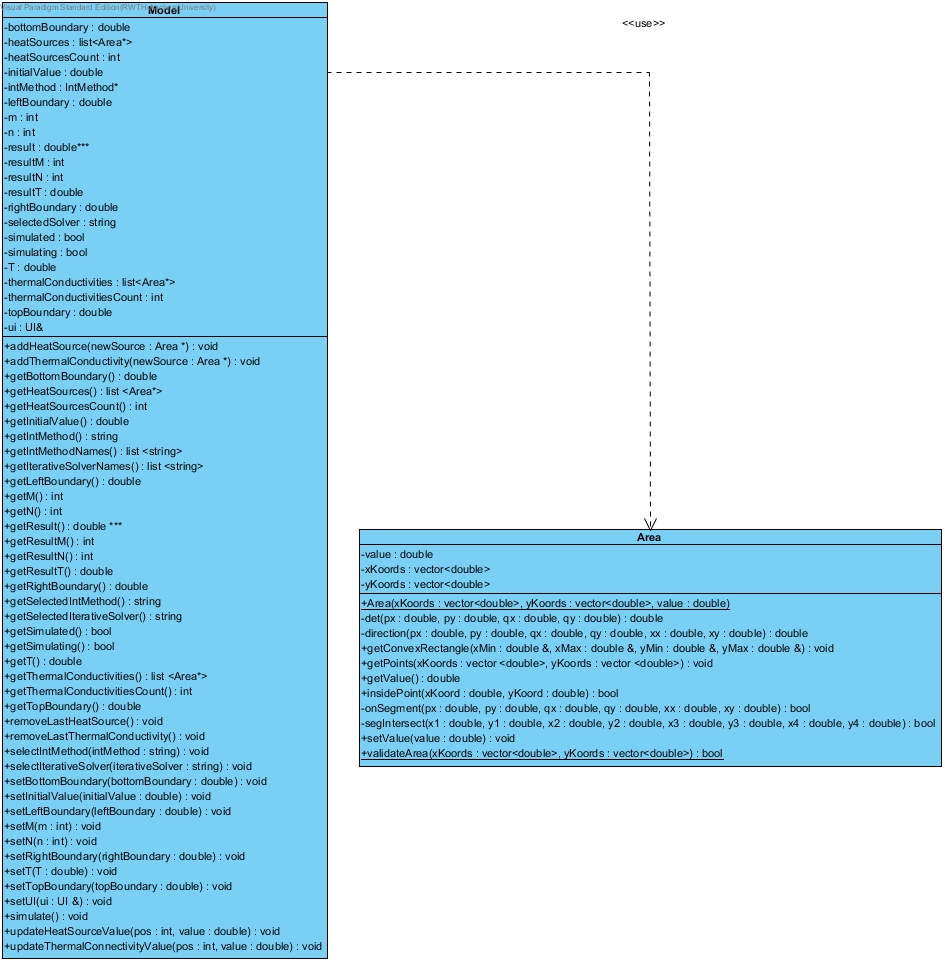 Visual Paradigm Standard Edition(RWTH University)
Model
-bottomBoundary : double
-heatSources : list<Area*>
-heatSourcesCount : int
-initialValue : double
-intMethod : IntMethod*
-leftBoundary : double
-m : int
-n : int
-result : double***
-resultM : int
-resultN : int
-resultT : double
-rightBoundary : double
-selectedSolver : string
-simulated : bool
-simulating : bool
-T : double
-thermalConductivities : list<Area*>
-thermalConductivitiesCount : int
-topBoundary : double
-ui : UI&
+addHeatSource(newSource : Area *) : void
+addThermalConductivity(newSource : Area *) : void
+getBottomBoundary() : double
+getHeatSources() : list <Area*>
+getHeatSourcesCount() : int
+getInitialValue() : double
+getIntMethod() : string
+getIntMethodNames() : list <string>
+getIterativeSolverNames() : list <string>
+getLeftBoundary() : double
+getM() : int
+getN() : int
+getResult() : double ***
+getResultM() : int
+getResultN() : int
+getResultT() : double
+getRightBoundary() : double
+getSelectedIntMethod() : string
+getSelectedIterativeSolver() : string
+getSimulated() : bool
+getSimulating() : bool
+getT() : double
+getThermalConductivities() : list <Area*>
+getThermalConductivitiesCount() : int
+getTopBoundary() : double
+removeLastHeatSource() : void
+removeLastThermalConductivity() : void
+selectIntMethod(intMethod : string) : void
+selectIterativeSolver(iterativeSolver : string) : void
+setBottomBoundary(bottomBoundary : double) : void
+setInitialValue(initialValue : double) : void
+setLeftBoundary(leftBoundary : double) : void
+setM(m : int) : void
+setN(n : int) : void
+setRightBoundary(rightBoundary : double) : void
+setT(T : double) : void
+setTopBoundary(topBoundary : double) : void
+setUI(ui : UI &) : void
+simulate() : void
+updateHeatSourceValue(pos : int, value : double) : void
+updateThermalConnectivityValue(pos : int, value : double) : void
<<use>>
Area
-value : double
-xKoords : vector<double>
-yKoords : vector<double>
+Area(xKoords : vector<double>, yKoords : vector<double>, value : double)
-det(px : double, py : double, qx : double, qy : double) : double
-direction(px : double, py : double, qx : double, qy : double, xx : double, xy : double) : double
+getConvexRectangle(xMin : double &, xMax : double &, yMin : double &, yMax : double &) : void
+getPoints(xKoords : vector <double>, yKoords : vector <double>) : void
+getValue() : double
+insidePoint(xKoord : double, yKoord : double) : bool
-onSegment(px : double, py : double, qx : double, qy : double, xx : double, xy : double) : bool
-segIntersect(x1 : double, y1 : double, x2 : double, y2 : double, x3 : double, y3 : double, x4 : double, y4 : double) : bool
+setValue(value : double) : void
+validateArea(xKoords : vector<double>, yKoords : vector<double>) : bool